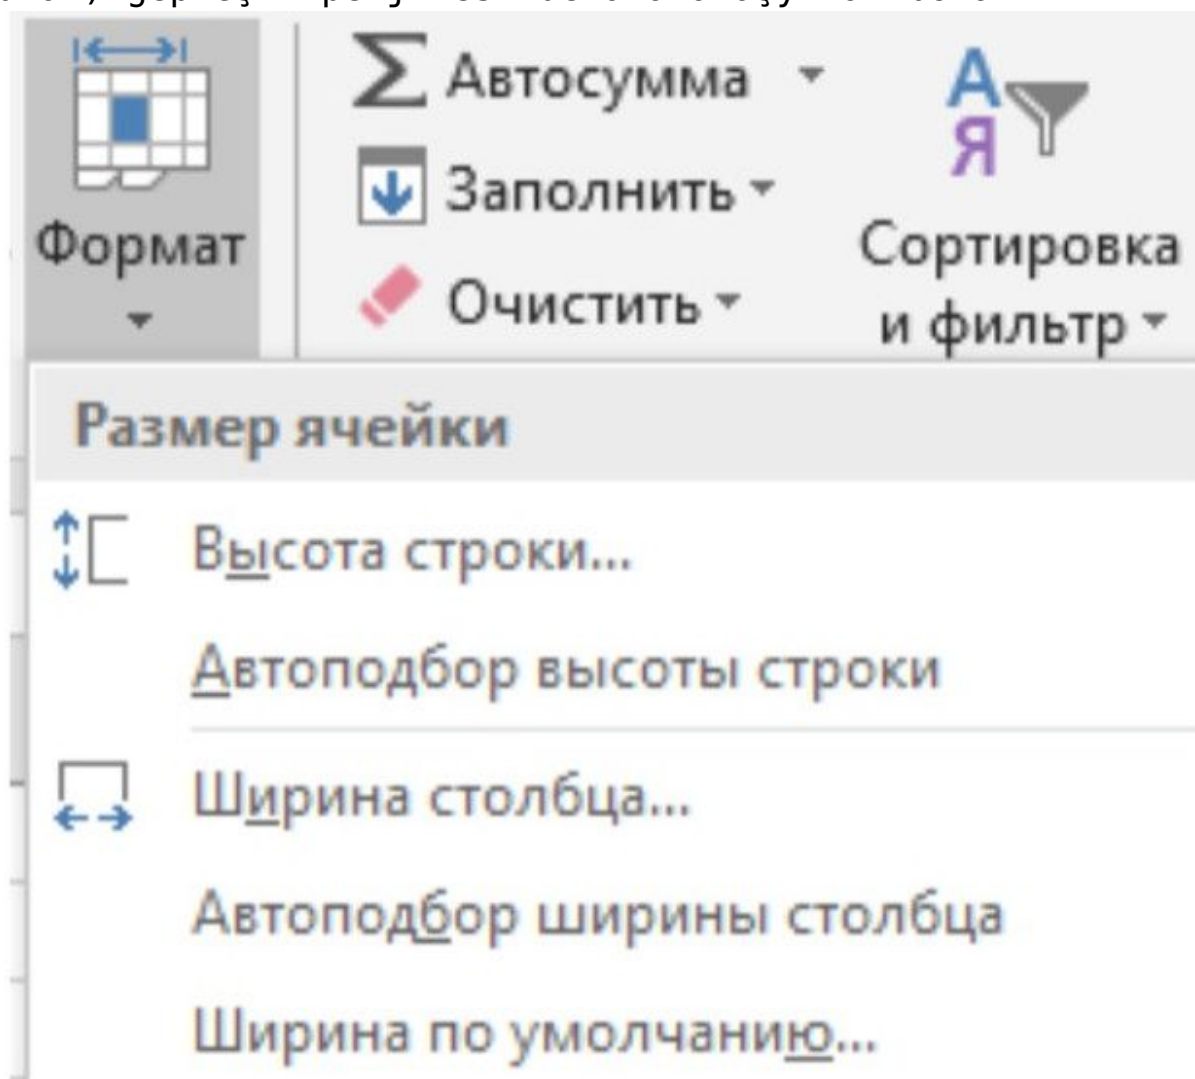 Автосумма
Заполнить
Очистить
Формат
Сортировка
и фильтр
Размер ячейки
Высота строки...
Автоподбор высоты строки
Ширина столбца...
Автоподбор ширины столбца
Ширина по умолчанию...